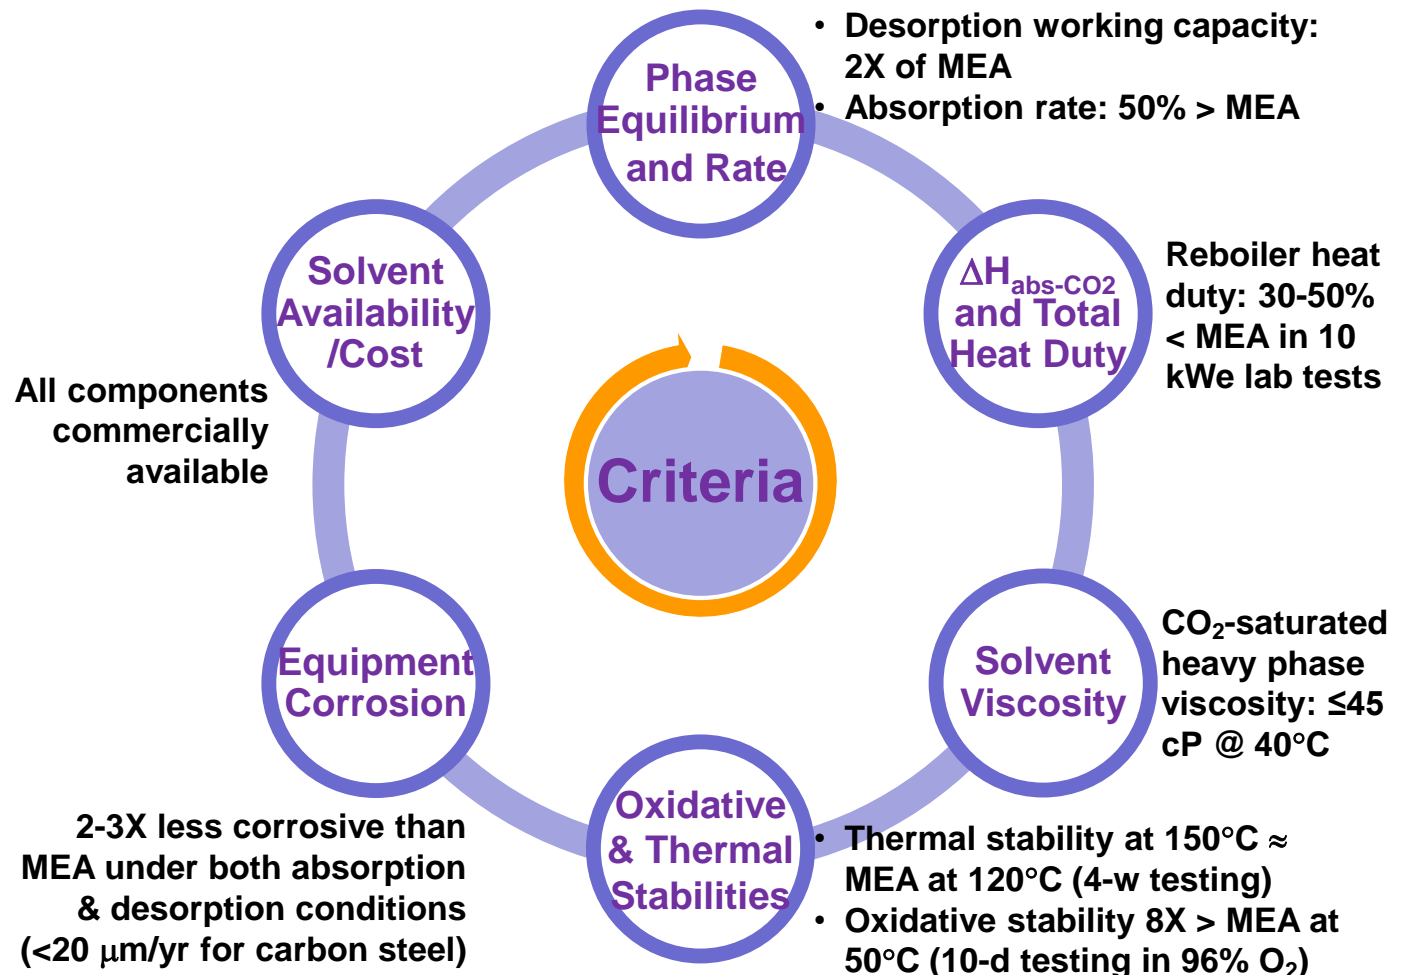 Phase
Equilibrium
and Rate
• Desorption working capacity:
2X of MEA
• Absorption rate: 50% > MEA
ΔHabs-CO2
and Total
Heat Duty
Reboiler heat
duty: 30-50%
< MEA in 10
kWe lab tests
Solvent
Viscosity
CO2-saturated
heavy phase
viscosity: ≤45
cP @ 40°C
Oxidative
& Thermal
Stabilities
• Thermal stability at 150°C ≈
MEA at 120°C (4-w testing)
• Oxidative stability 8X > MEA at
50°C (10-d testing in 96% O2)
Equipment
Corrosion
2-3X less corrosive than
MEA under both absorption
& desorption conditions
(<20 μm/yr for carbon steel)
Solvent
Availability
/Cost
All components
commercially
available
Criteria